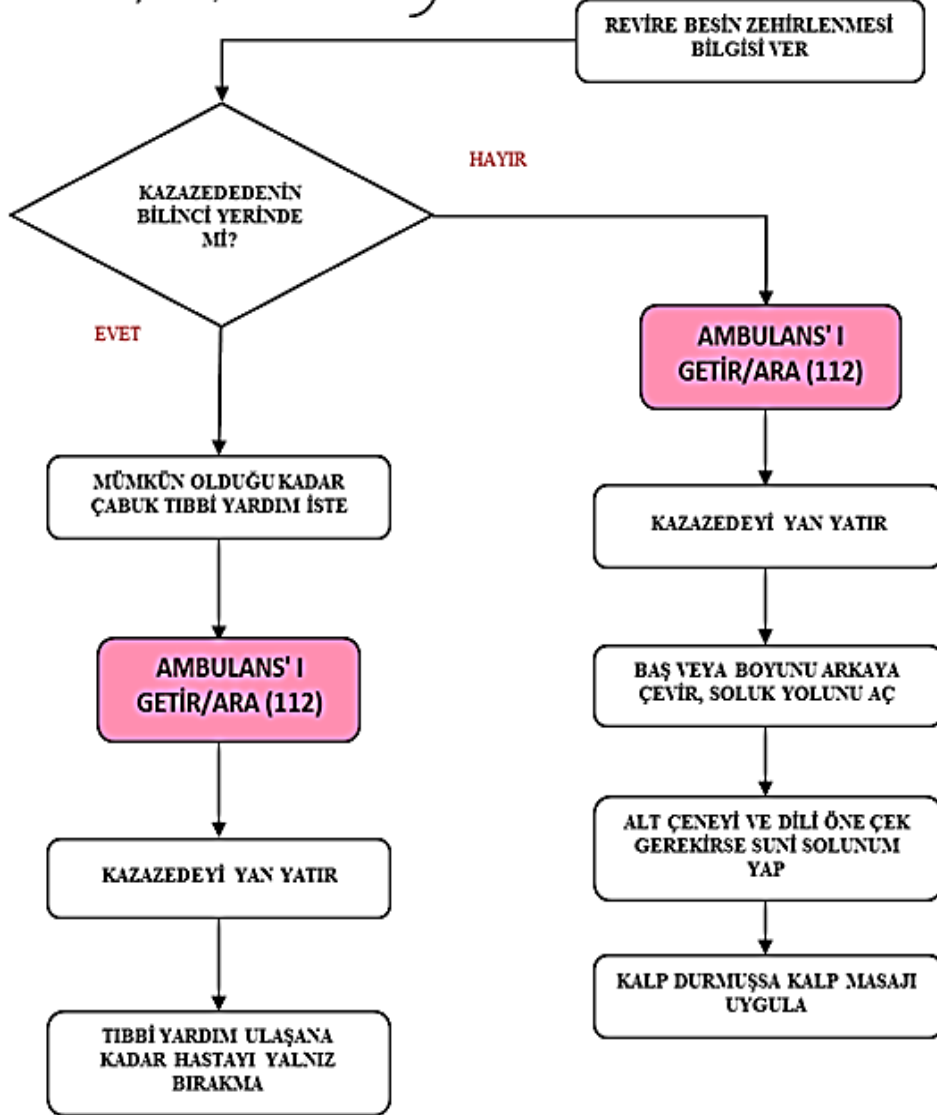 REVİRE BESİN ZEHİRLENMESİ
BİLGİSİ VER
KAZAZEDEDENİN
BİLİNCİ YERİNDE
Mİ?
HAYIR
EVET
AMBULANS' I
GETİR/ARA (112)
MÜMKÜN OLDUĞU KADAR
ÇABUK TIBBİ YARDIM İSTE
KAZAZEDEYİ YAN YATIR
AMBULANS' I
GETİR/ARA (112)
BAŞ VEYA BOYUNU ARKAYA
ÇEVİR, SOLUK YOLUNU AÇ
KAZAZEDEYİ YAN YATIR
ALT ÇENEYİ VE DİLİ ÖNE ÇEK
GEREKİRSE SUNİ SOLUNUM
YAP
TIBBİ YARDIM ULAŞANA
KADAR HASTAYI YALNIZ
BIRAKMA
KALP DURMUŞSA KALP MASAJI
UYGULA